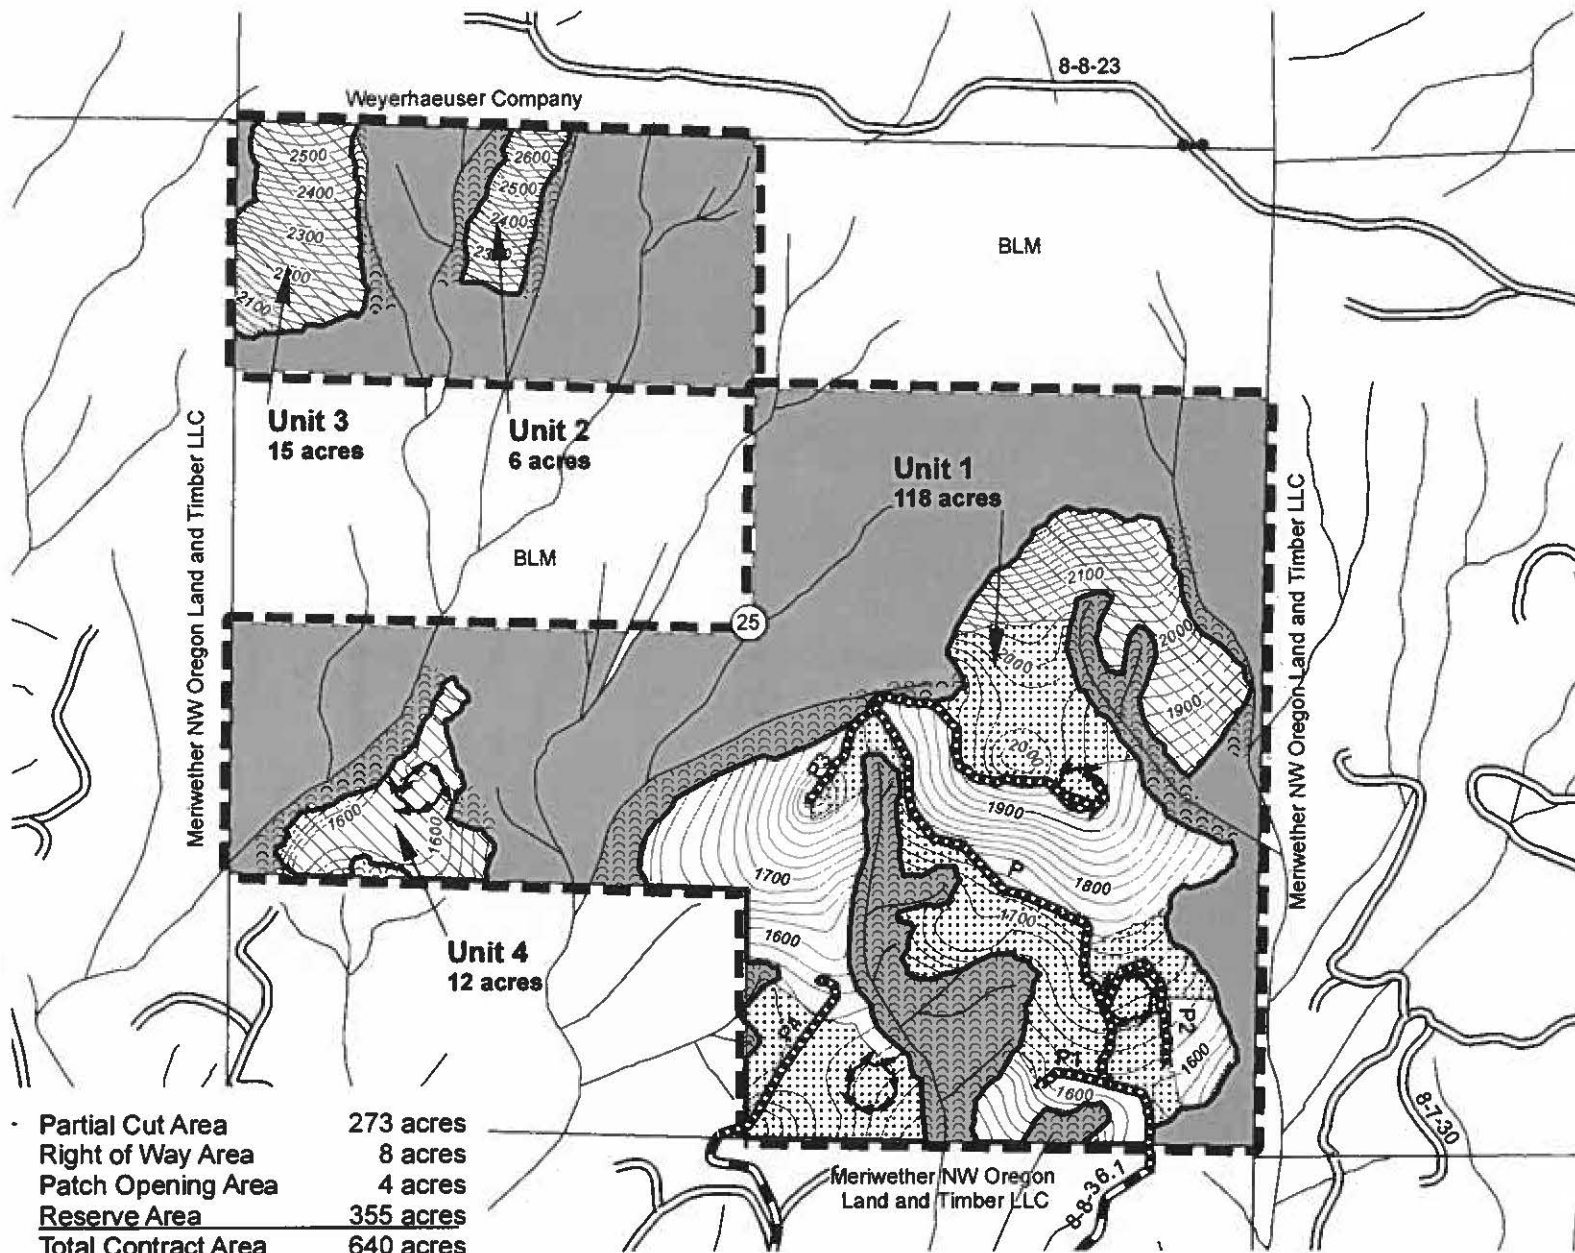 8-8-23
Weyerhaeuser Company
2500
2400
2300
2200
2100
2600
2500
2400
BLM
Unit 3
15 acres
Unit 2
6 acres
Unit 1
118 acres
Meriwether NW Oregon Land and Timber LLC
Meriwether NW Oregon Land and Timber LLC
BLM
25
2100
2000
2000
1900
2000
P3
1900
1600
1600
P
1800
1700
1700
1600
Unit 4
12 acres
P4
P2
1600
1600
8-7-30
8-8-36.1
Meriwether NW Oregon
Land and Timber LLC
Partial Cut Area 273 acres
Right of Way Area 8 acres
Patch Opening Area 4 acres
Reserve Area 355 acres
Total Contract Area 640 acres